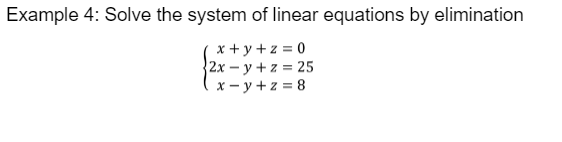 Example 4: Solve the system of linear equations by elimination
x + y + z = 0
2x − y + z = 25
x − y + z = 8